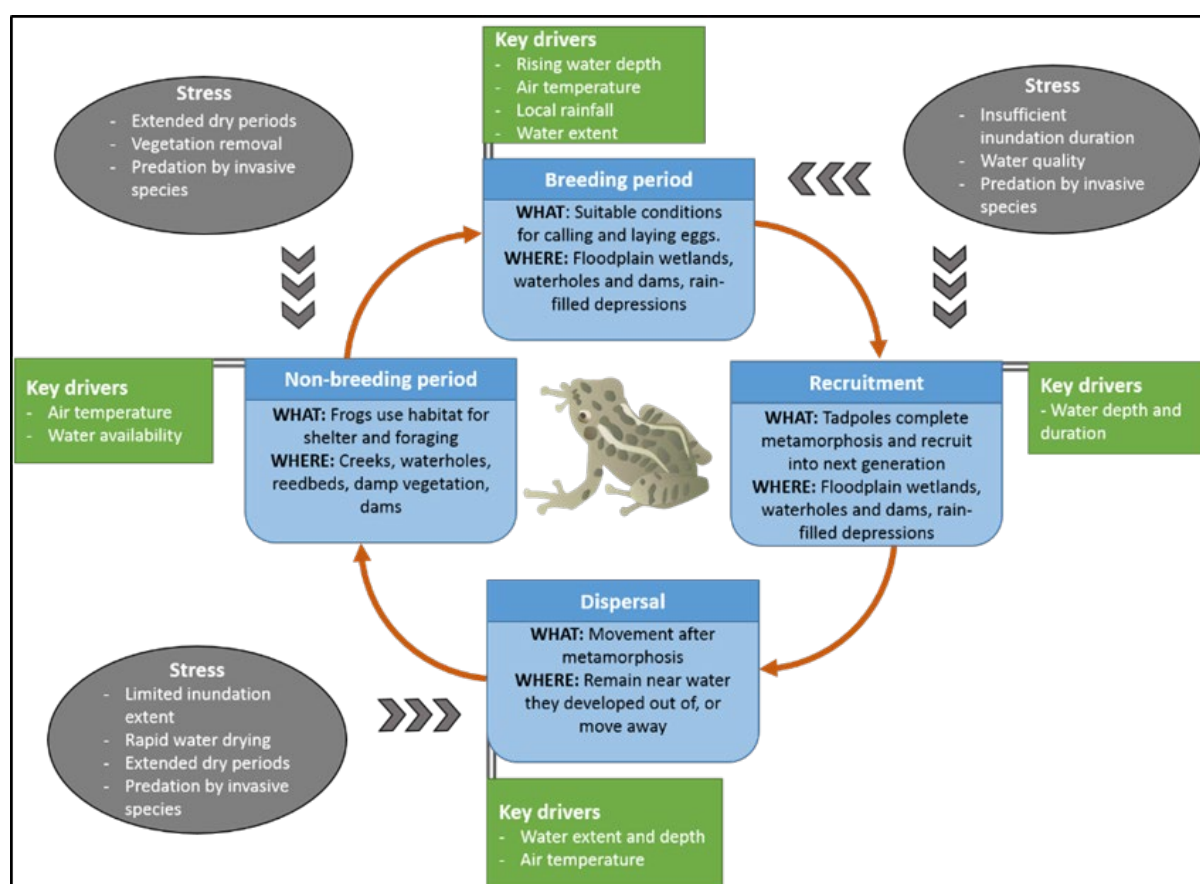 Key drivers
- Rising water depth
- Air temperature
- Local rainfall
- Water extent
Stress
- Extended dry periods
- Vegetation removal
- Predation by invasive
species
Stress
- Insufficient
inundation duration
- Water quality
- Predation by invasive
species
Breeding period
WHAT: Suitable conditions
for calling and laying eggs.
WHERE: Floodplain wetlands,
waterholes and dams, rain-
filled depressions
Key drivers
- Air temperature
- Water availability
Non-breeding period
WHAT: Frogs use habitat for
shelter and foraging
WHERE: Creeks, waterholes,
reedbeds, damp vegetation,
dams
Recruitment
WHAT: Tadpoles complete
metamorphosis and recruit
into next generation
WHERE: Floodplain wetlands,
waterholes and dams, rain-
filled depressions
Key drivers
- Water depth and
duration
Dispersal
WHAT: Movement after
metamorphosis
WHERE: Remain near water
they developed out of, or
move away
Stress
- Limited inundation
extent
- Rapid water drying
- Extended dry periods
- Predation by invasive
species
Key drivers
- Water extent and depth
- Air temperature